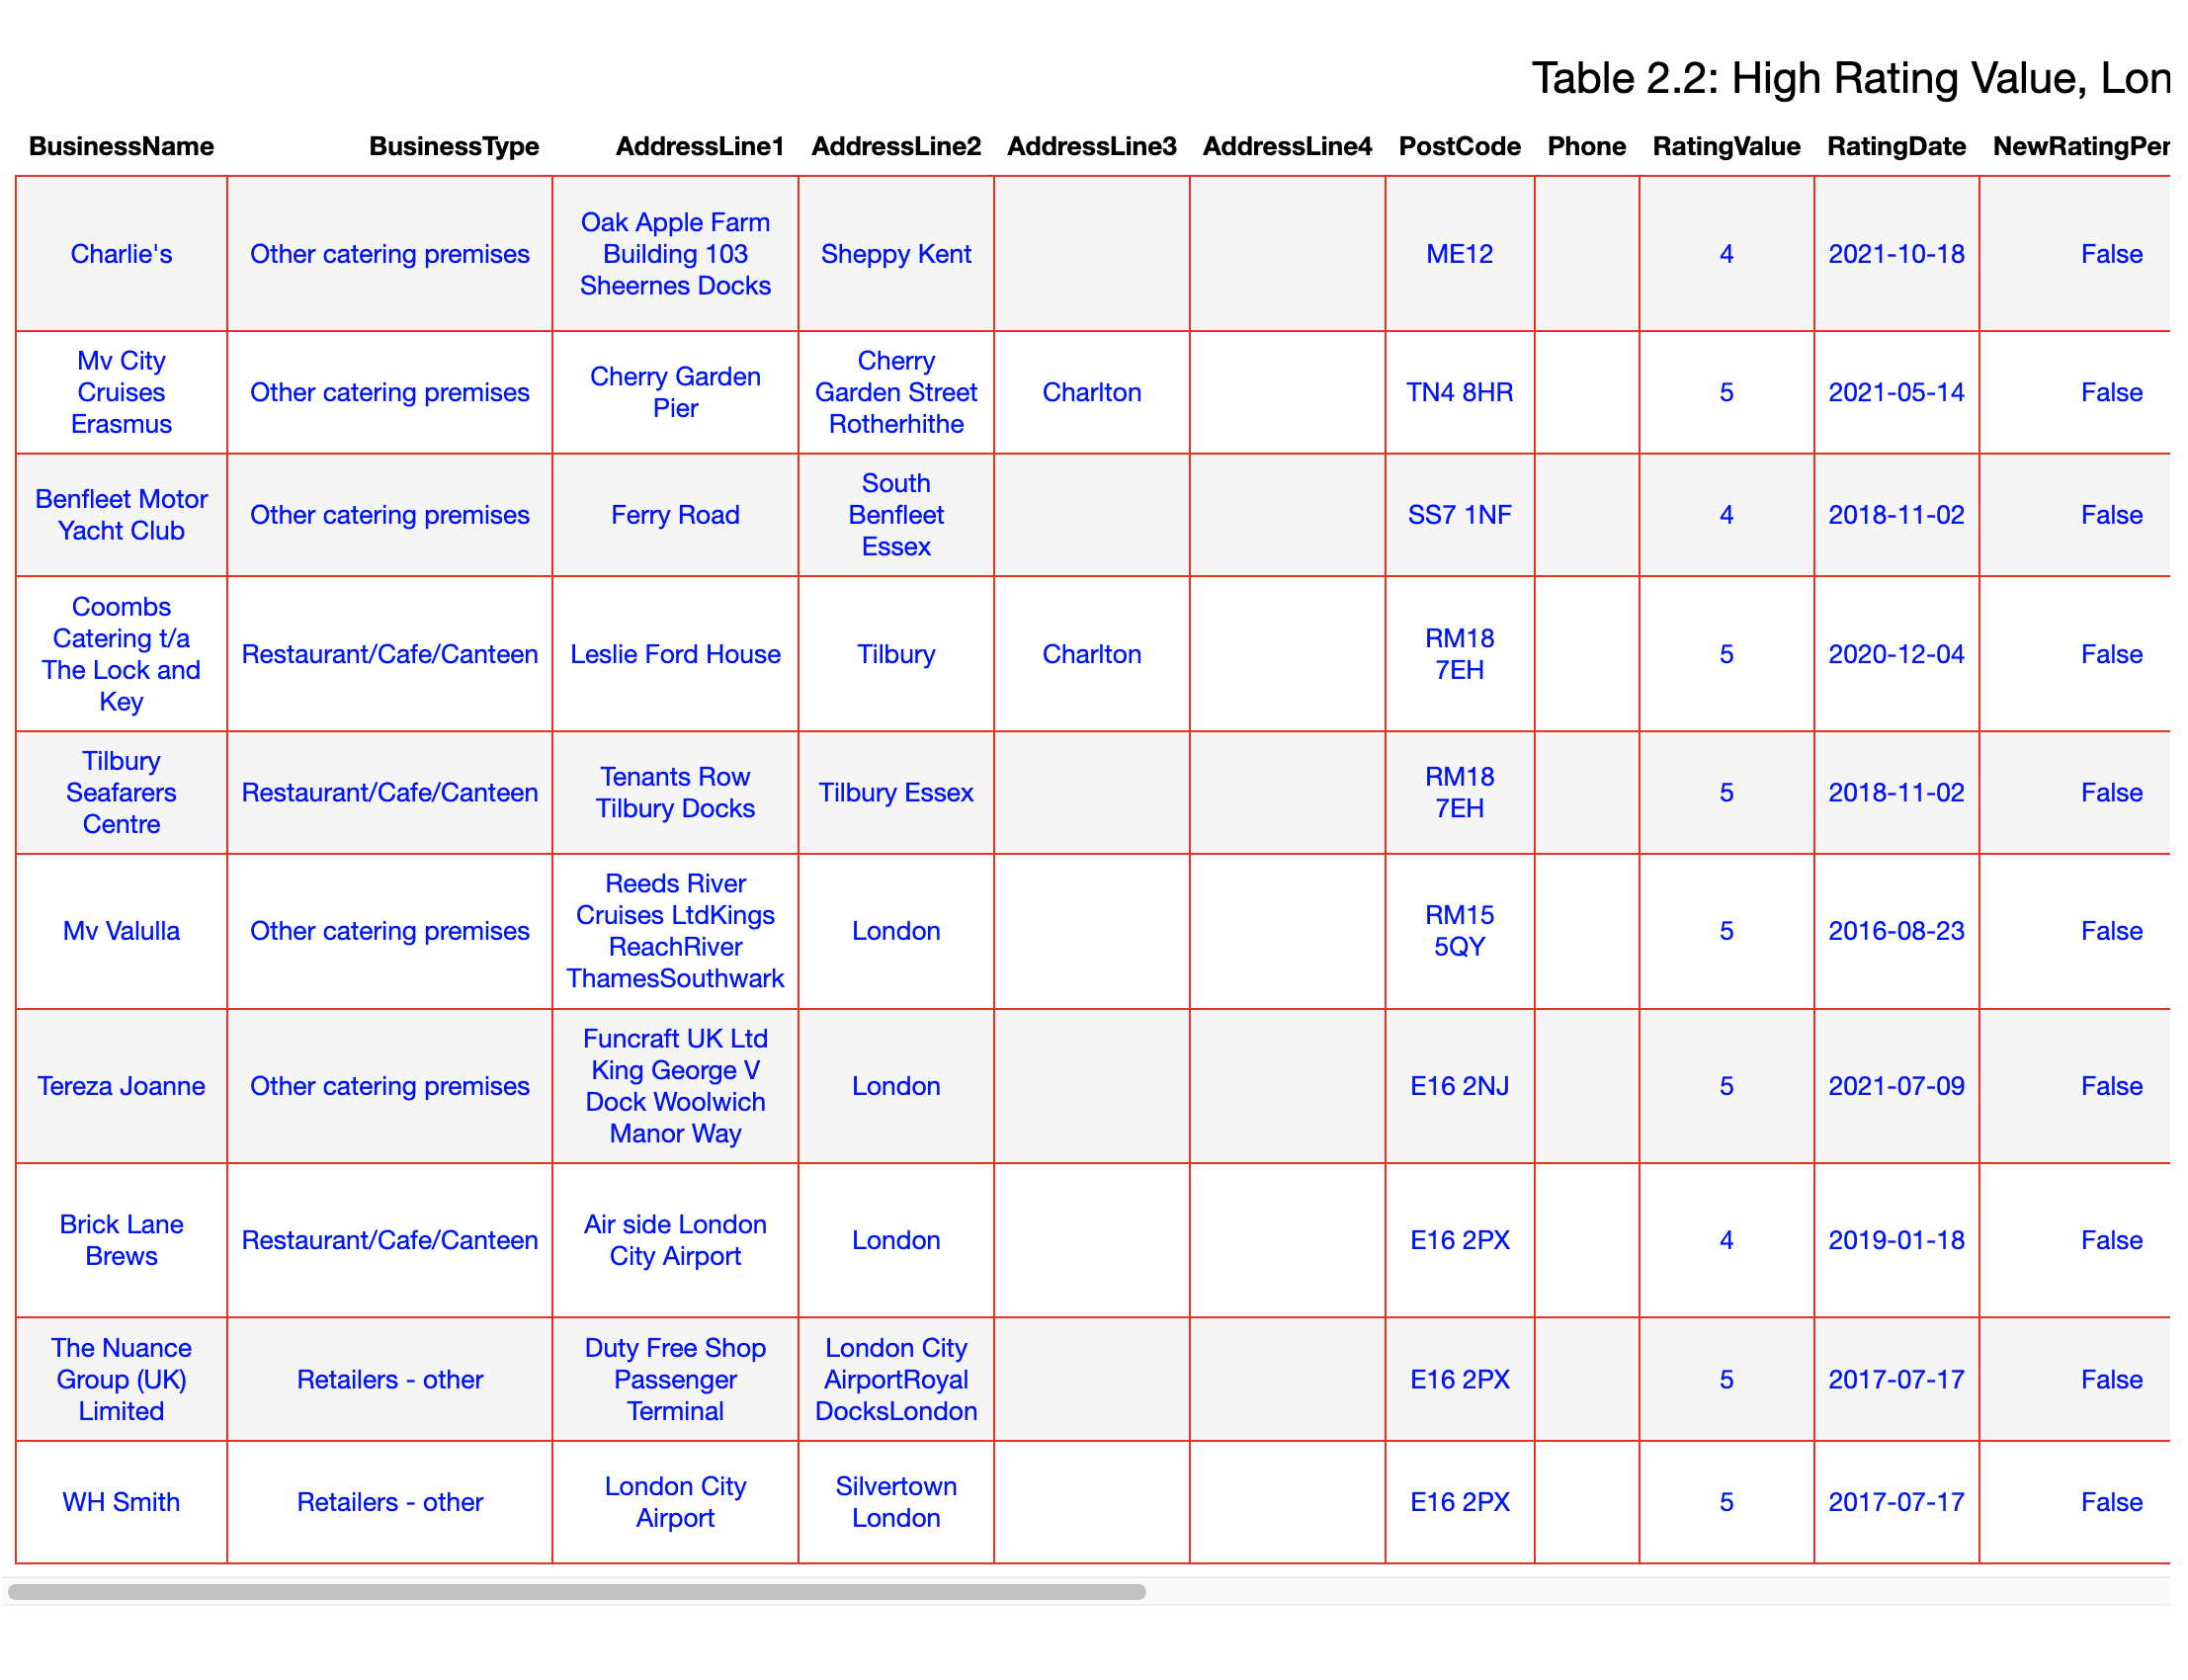 Table 2.2: High Rating Value, Lon
BusinessName BusinessType AddressLine1 AddressLine2 AddressLine3 AddressLine4 PostCode Phone RatingValue RatingDate NewRatingPer
Charlie's Other catering premises Oak Apple Farm Building 103 Sheernes Docks Sheppy Kent ME12 4 2021-10-18 False
Mv City Cruises Erasmus Other catering premises Cherry Garden Pier Cherry Garden Street Rotherhithe Charlton TN4 8HR 5 2021-05-14 False
Benfleet Motor Yacht Club Other catering premises Ferry Road South Benfleet Essex SS7 1NF 4 2018-11-02 False
Coombs Catering t/a The Lock and Key Restaurant/Cafe/Canteen Leslie Ford House Tilbury Charlton RM18 7EH 5 2020-12-04 False
Tilbury Seafarers Centre Restaurant/Cafe/Canteen Tenants Row Tilbury Docks Tilbury Essex RM18 7EH 5 2018-11-02 False
Mv Valulla Other catering premises Reeds River Cruises LtdKings ReachRiver ThamesSouthwark London RM15 5QY 5 2016-08-23 False
Tereza Joanne Other catering premises Funcraft UK Ltd King George V Dock Woolwich Manor Way London E16 2NJ 5 2021-07-09 False
Brick Lane Brews Restaurant/Cafe/Canteen Air side London City Airport London E16 2PX 4 2019-01-18 False
The Nuance Group (UK) Limited Retailers - other Duty Free Shop Passenger Terminal London City AirportRoyal DocksLondon E16 2PX 5 2017-07-17 False
WH Smith Retailers - other London City Airport Silvertown London E16 2PX 5 2017-07-17 False